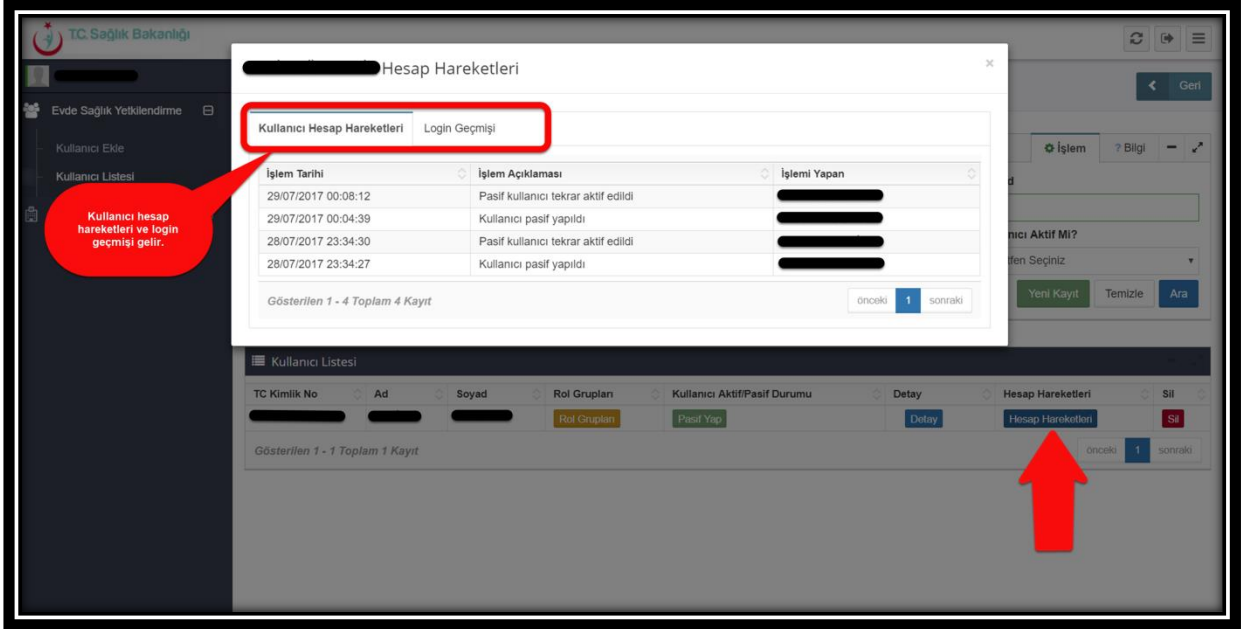 T.C. Sağlık Bakanlığı
Hesap Hareketleri
×
Geri
Evde Sağlık Yetkilendirme
Kullanıcı Ekle
Kullanıcı Listesi
Kullanıcı Hesap Hareketleri Login Geçmişi
İşlem ? Bilgi
İşlem Tarihi İşlem Açıklaması İşlemi Yapan
29/07/2017 00:08:12 Pasif kullanıcı tekrar aktif edildi
29/07/2017 00:04:39 Kullanıcı pasif yapıldı
28/07/2017 23:34:30 Pasif kullanıcı tekrar aktif edildi
28/07/2017 23:34:27 Kullanıcı pasif yapıldı
Gösterilen 1 - 4 Toplam 4 Kayıt
önceki 1 sonraki
Kullanıcı hesap
hareketleri ve login
geçmişi gelir.
d
nıcı Aktif Mi?
tfen Seçiniz
Yeni Kayıt Temizle Ara
Kullanıcı Listesi
TC Kimlik No Ad Soyad Rol Grupları Kullanıcı Aktif/Pasif Durumu Detay Hesap Hareketleri Sil
Rol Grupları Pasif Yap Detay Hesap Hareketleri Sil
Gösterilen 1 - 1 Toplam 1 Kayıt
önceki 1 sonraki